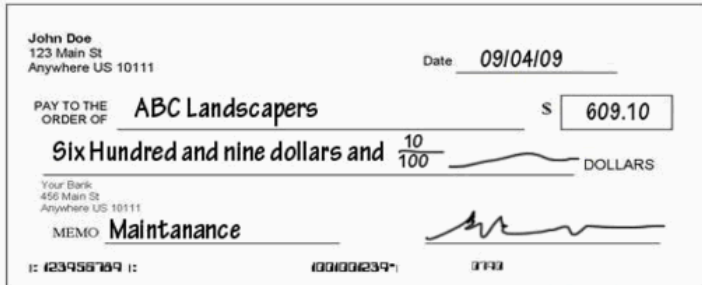 John Doe
123 Main St
Anywhere US 10111
Date 09/04/09
PAY TO THE
ORDER OF ABC Landscapers $ 609.10
Six Hundred and nine dollars and 10/100 DOLLARS
Your Bank
456 Main St
Anywhere US 10111
MEMO Maintanance